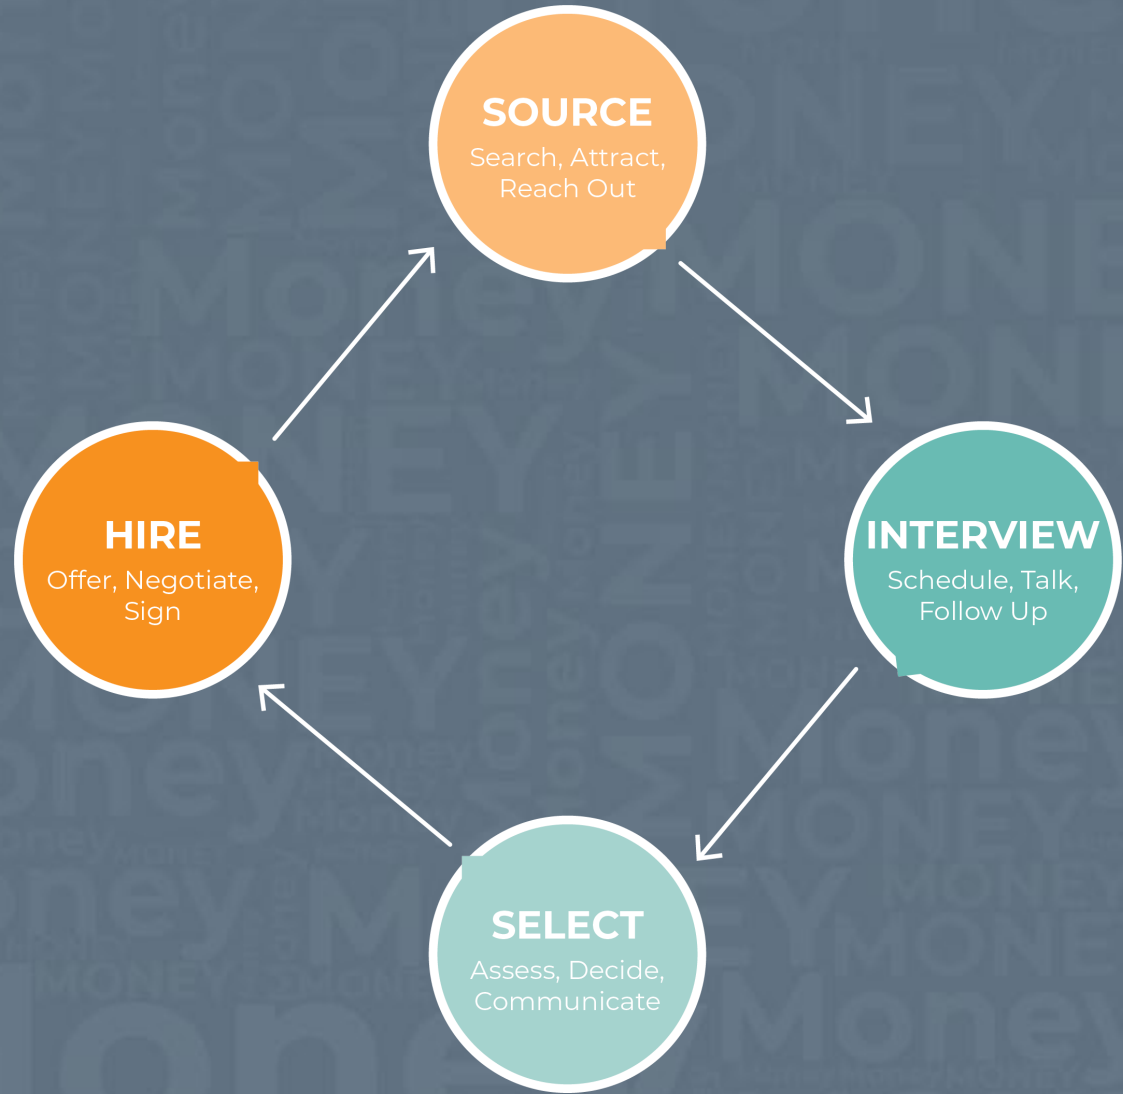 SOURCE
Search, Attract,
Reach Out
HIRE
Offer, Negotiate,
Sign
INTERVIEW
Schedule, Talk,
Follow Up
SELECT
Assess, Decide,
Communicate